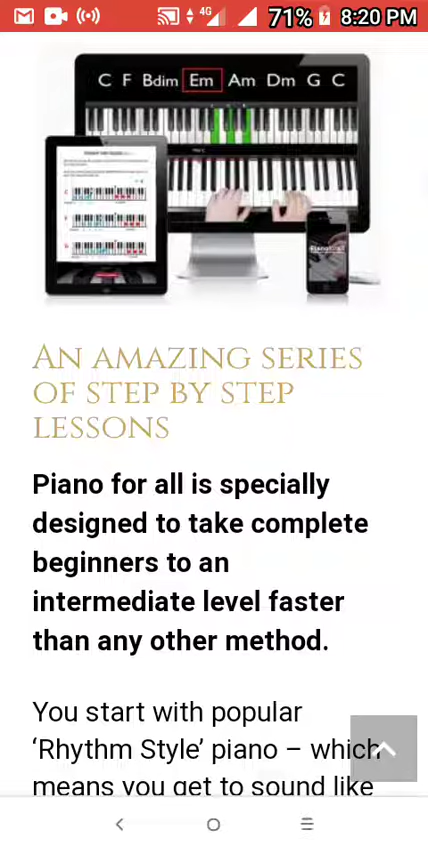 4G 71% 8:20 PM
C F Bdim Em Am Dm G C
AN AMAZING SERIES
OF STEP BY STEP
LESSONS
Piano for all is specially
designed to take complete
beginners to an
intermediate level faster
than any other method.
You start with popular
‘Rhythm Style’ piano – which
means you get to sound like